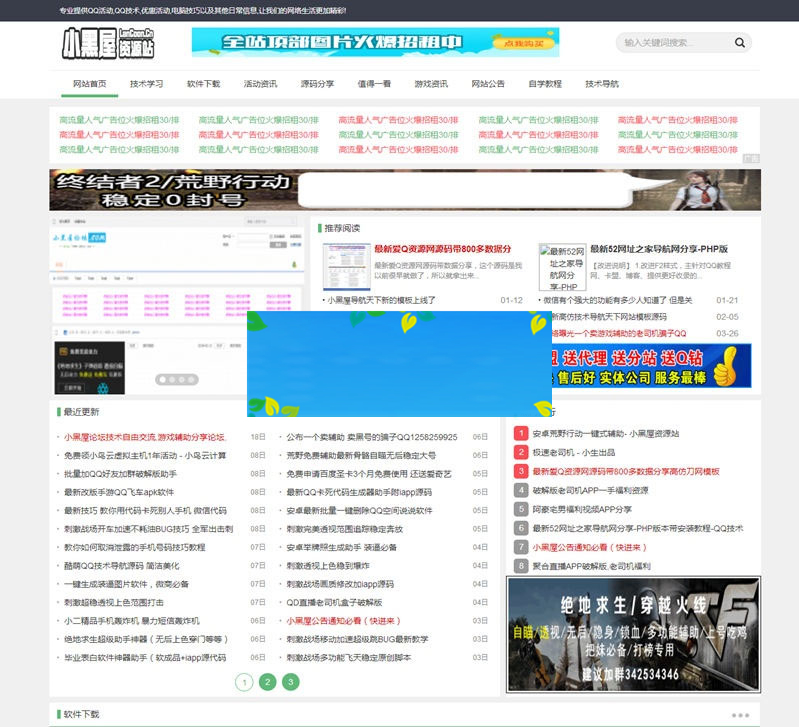 专业提供QQ活动,QQ技术,优惠活动,电脑技巧以及其他日常信息,让我们的网络生活更加精彩!
小黑屋 资源站
全站顶部图片火爆招租中 点我购买
输入关键词搜索...
网站首页 技术学习 软件下载 活动资讯 源码分享 值得一看 游戏资讯 网站公告 自学教程 技术导航
高流量人气广告位火爆招租30/排 高流量人气广告位火爆招租30/排 高流量人气广告位火爆招租30/排 高流量人气广告位火爆招租30/排 高流量人气广告位火爆招租30/排
高流量人气广告位火爆招租30/排 高流量人气广告位火爆招租30/排 高流量人气广告位火爆招租30/排 高流量人气广告位火爆招租30/排 高流量人气广告位火爆招租30/排
高流量人气广告位火爆招租30/排 高流量人气广告位火爆招租30/排 高流量人气广告位火爆招租30/排 高流量人气广告位火爆招租30/排 高流量人气广告位火爆招租30/排
广告
终结者2/荒野行动
稳定0封号
推荐阅读
最新爱Q资源网源码带800多数据分
最新爱Q资源网源码带数据分享，这个源码是我
以前很早就做了，所以就拿出来...
最新52网址之家导航网分享-PHP版
【改进说明】 1.改进F2样式，主针对QQ教程
网、卡盟、博客、提供更好改爱的...
最新52网
址之家导
航网分享
-PHP
小黑屋导航天下新的模板上线了 01-12
微信有个强大的功能有多少人知道了 但是关 01-21
新高仿技术导航天下网站模板源码 02-05
曝光一个卖游戏辅助的老司机骗子QQ 03-26
盟 送代理 送分站 送Q钻
售后好 实体公司 服务最棒
最近更新
小黑屋论坛技术自由交流,游戏辅助分享论坛. 18日
公布一个卖辅助 卖黑号的骗子QQ1258259925 06日
免费领小鸟云虚拟主机1年活动 - 小鸟云计算 08日
荒野免费辅助最新骨骼自瞄无后稳定大号 06日
批量加QQ好友加群破解版助手 08日
免费申请百度圣卡3个月免费使用 还送爱奇艺 05日
最新改版手游QQ飞车apk软件 08日
最新QQ卡死代码生成器助手附iapp源码 05日
最新技巧 教你用代码卡死别人手机 微信代码 08日
安卓最新批量一键删除QQ空间说说软件 05日
刺激战场开车加速不耗油BUG技巧 全军出击刺 07日
刺激完美透视范围追踪稳定奔放 05日
教你如何取消泄露的手机号码技巧教程 07日
安卓举牌照生成助手 装逼必备 04日
酷萌QQ技术导航源码 简洁美化 07日
刺激透视上色稳到爆炸 04日
一键生成装逼图片软件，微商必备 07日
刺激战场画质修改加iapp源码 04日
刺激超稳透视上色范围打击 07日
QD直播老司机盒子破解版 04日
小二精品手机轰炸机 暴力短信轰炸机 06日
小黑屋公告通知必看（快进来） 03日
绝地求生超级助手神器（无后上色穿门等等） 06日
刺激战场移动加速超级跳BUG最新教学 03日
毕业表白软件神器助手（软成品+iapp源代码 06日
刺激战场多功能飞天稳定原创脚本 03日
1 2 3
行
1 安卓荒野行动一键式辅助- 小黑屋资源站
2 极速老司机 - 小生出品
3 最新爱Q资源网源码带800多数据分享高仿刀网模板
4 破解版老司机APP一手福利资源
5 阿豪宅男福利视频APP分享
6 最新52网址之家导航网分享-PHP版本带安装教程-QQ技术
7 小黑屋公告通知必看（快进来）
8 聚合直播APP破解版,老司机福利
绝地求生/穿越火线
自瞄/透视/无后/隐身/锁血/多功能辅助/上号吃鸡
把妹必备/打榜专用
建议加群342534346
软件下载